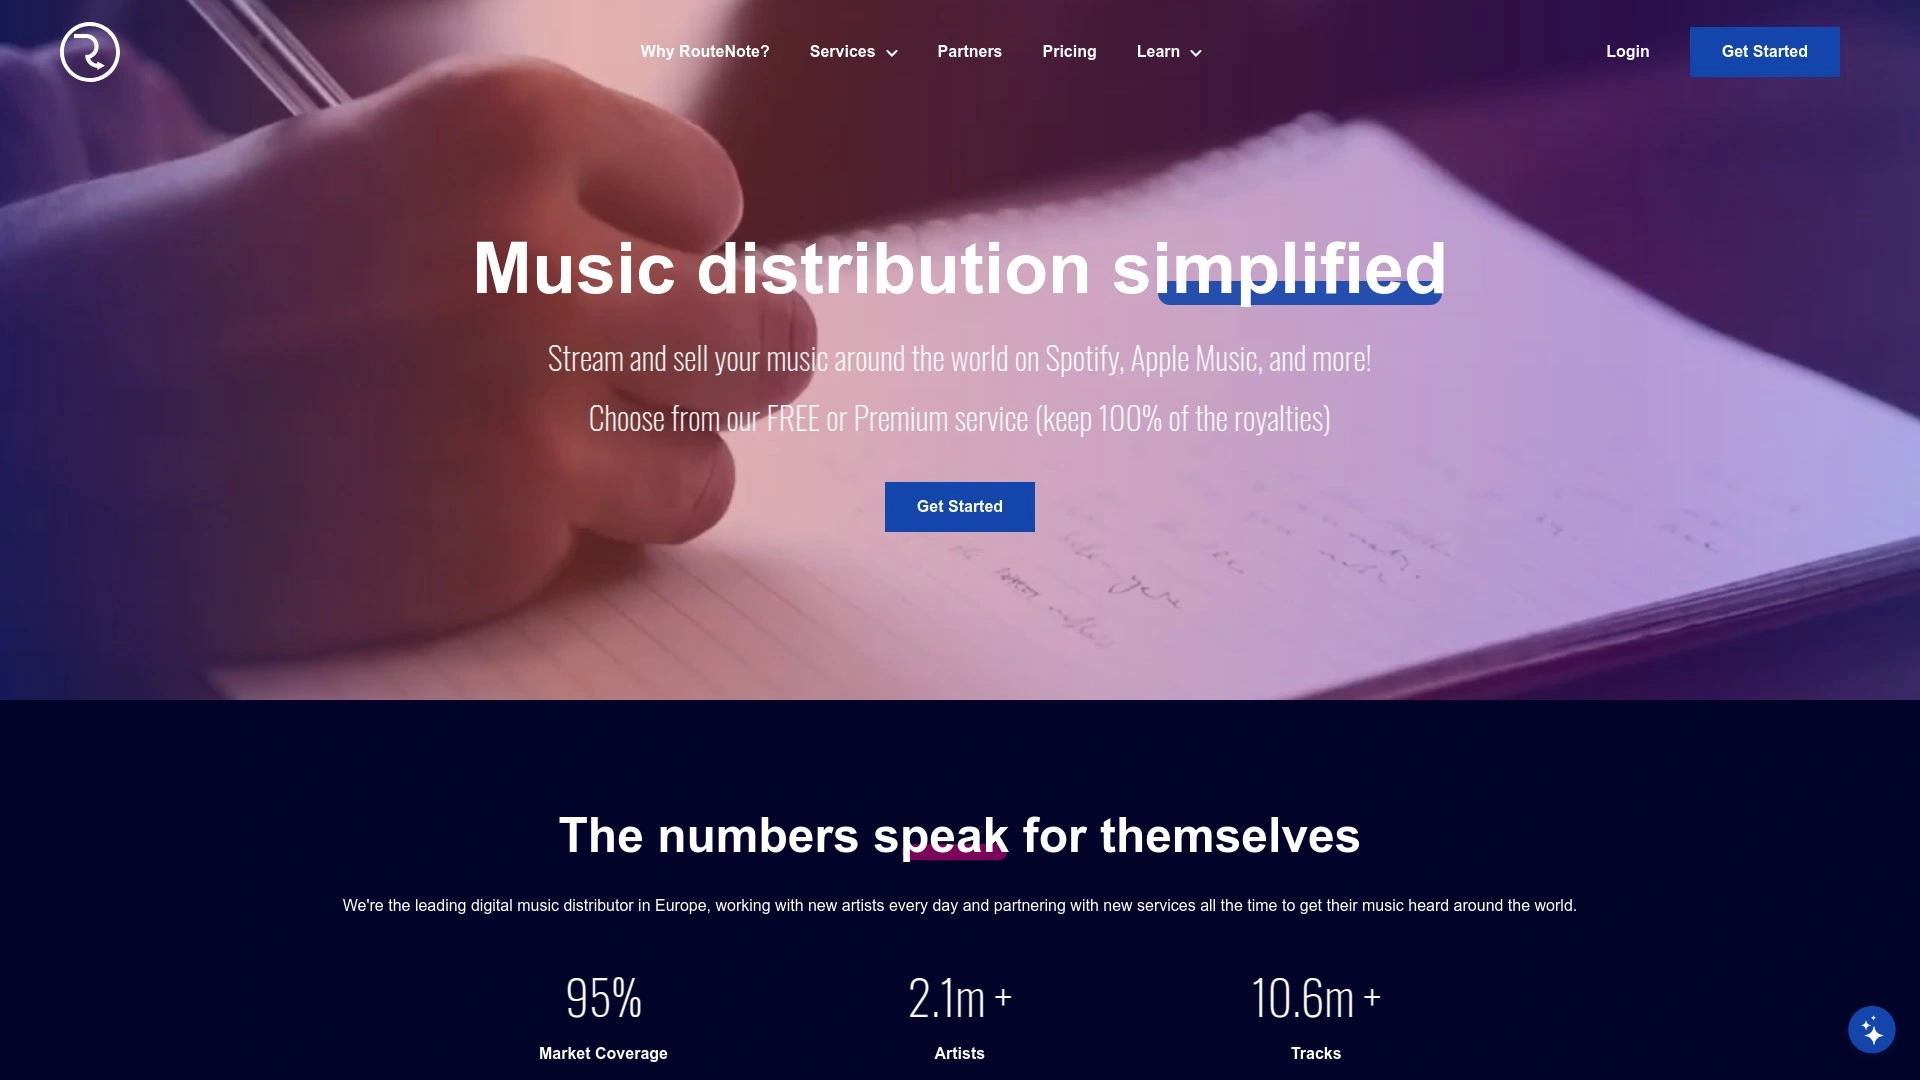 Why RouteNote?
Services
Partners
Pricing
Learn
Login
Get Started
Music distribution simplified
Stream and sell your music around the world on Spotify, Apple Music, and more!
Choose from our FREE or Premium service (keep 100% of the royalties)
Get Started
The numbers speak for themselves
We're the leading digital music distributor in Europe, working with new artists every day and partnering with new services all the time to get their music heard around the world.
95%
2.1m +
10.6m +
Market Coverage
Artists
Tracks